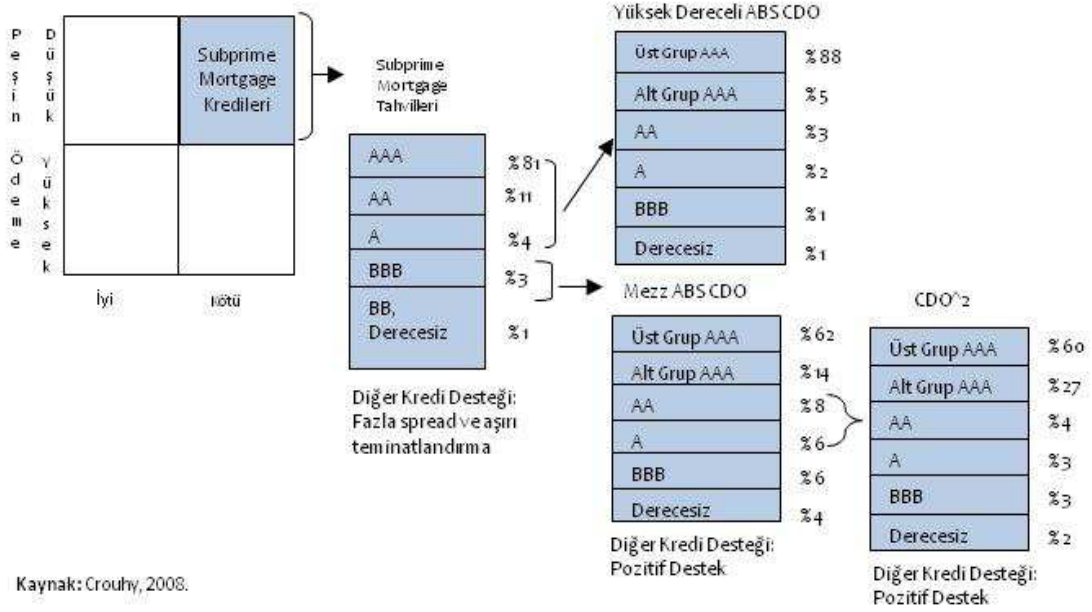 Peşin Ödeme
Düşük
Yüksek
Subprime
Mortgage
Kredileri
İyi
Kötü
Subprime
Mortgage
Tahvilleri
AAA %81
AA %11
A %4
BBB %3
BB,
Derecesiz %1
Diğer Kredi Desteği:
Fazla spread ve aşırı
teminatlandırma
Yüksek Dereceli ABS CDO
Üst Grup AAA %88
Alt Grup AAA %5
AA %3
A %2
BBB %1
Derecesiz %1
Mezz ABS CDO
Üst Grup AAA %62
Alt Grup AAA %14
AA %8
A %6
BBB %6
Derecesiz %4
Diğer Kredi Desteği:
Pozitif Destek
CDO^2
Üst Grup AAA %60
Alt Grup AAA %27
AA %4
A %3
BBB %3
Derecesiz %2
Diğer Kredi Desteği:
Pozitif Destek
Kaynak: Crouhy, 2008.